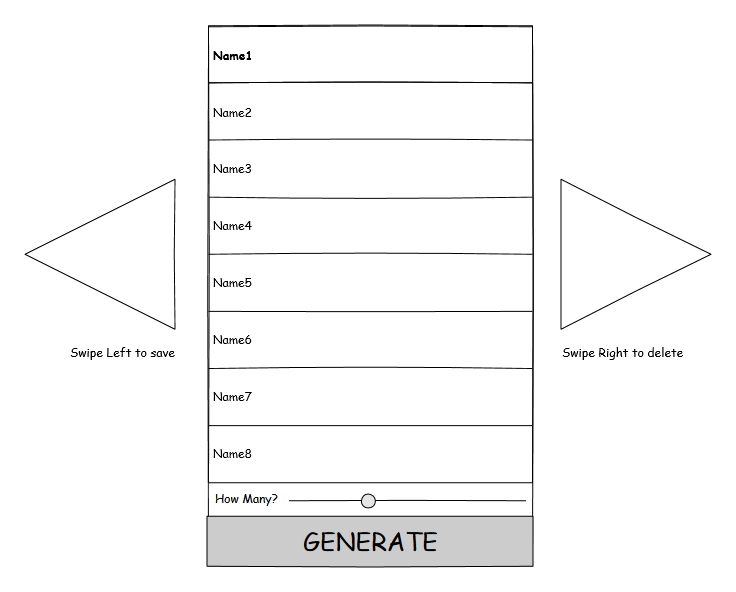 Name1
Name2
Name3
Name4
Name5
Name6
Name7
Name8
Swipe Left to save
Swipe Right to delete
How Many?
GENERATE